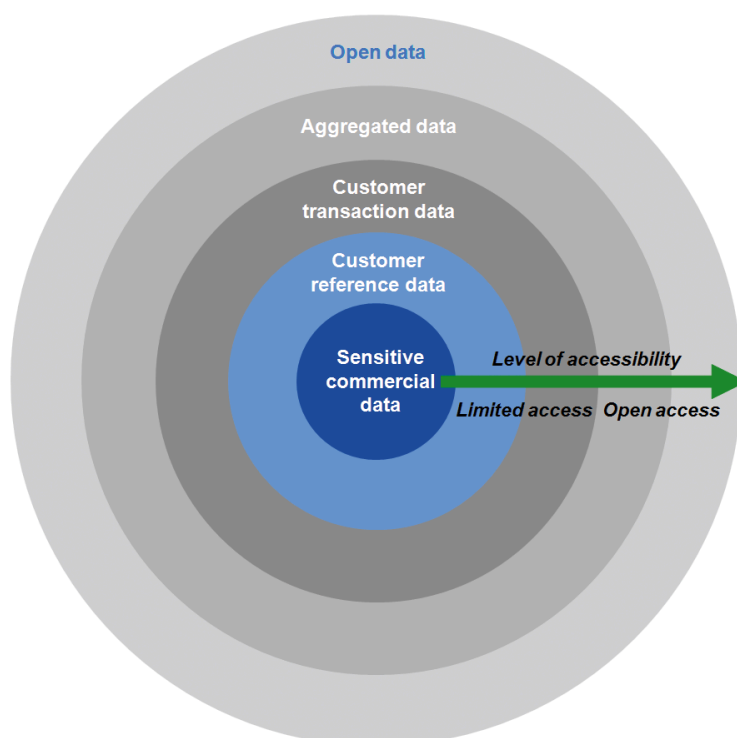 Open data
Aggregated data
Customer
transaction data
Customer
reference data
Sensitive
commercial
data
Level of accessibility
Limited access Open access